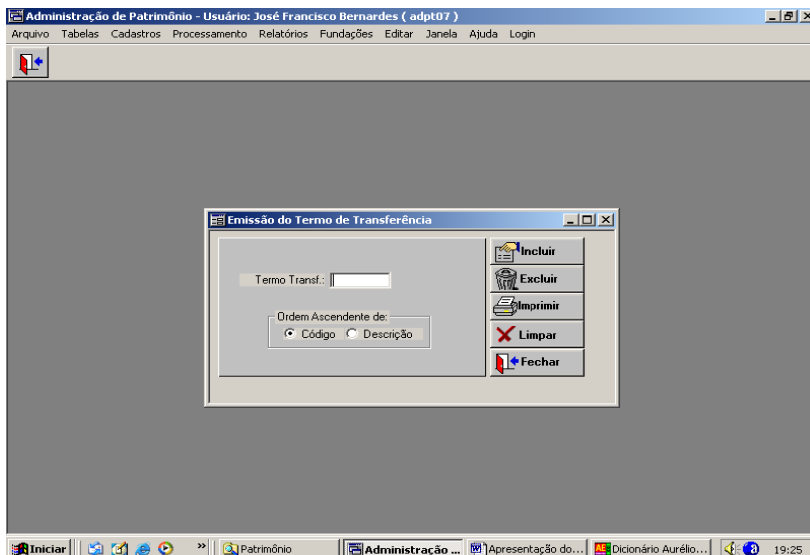 Administração de Patrimônio - Usuário: José Francisco Bernardes ( adpt07 )
Arquivo Tabelas Cadastros Processamento Relatórios Fundações Editar Janela Ajuda Login
Emissão do Termo de Transferência
Incluir
Termo Transf.:
Excluir
Imprimir
Ordem Ascendente de:
Código Descrição
Limpar
Fechar
Iniciar » Patrimônio Administração ... Apresentação do... Dicionário Aurélio... 19:25